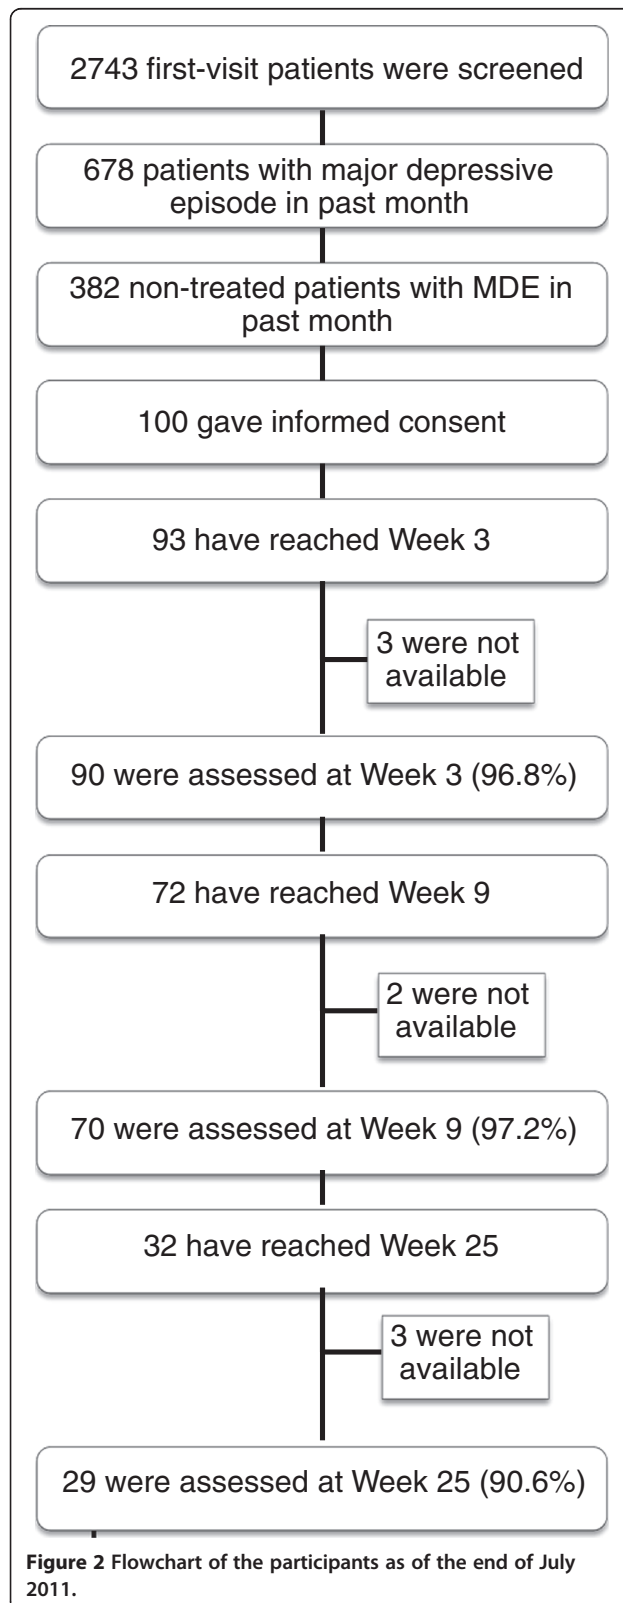 2743 first-visit patients were screened
678 patients with major depressive
episode in past month
382 non-treated patients with MDE in
past month
100 gave informed consent
93 have reached Week 3
3 were not
available
90 were assessed at Week 3 (96.8%)
72 have reached Week 9
2 were not
available
70 were assessed at Week 9 (97.2%)
32 have reached Week 25
3 were not
available
29 were assessed at Week 25 (90.6%)
Figure 2 Flowchart of the participants as of the end of July
2011.